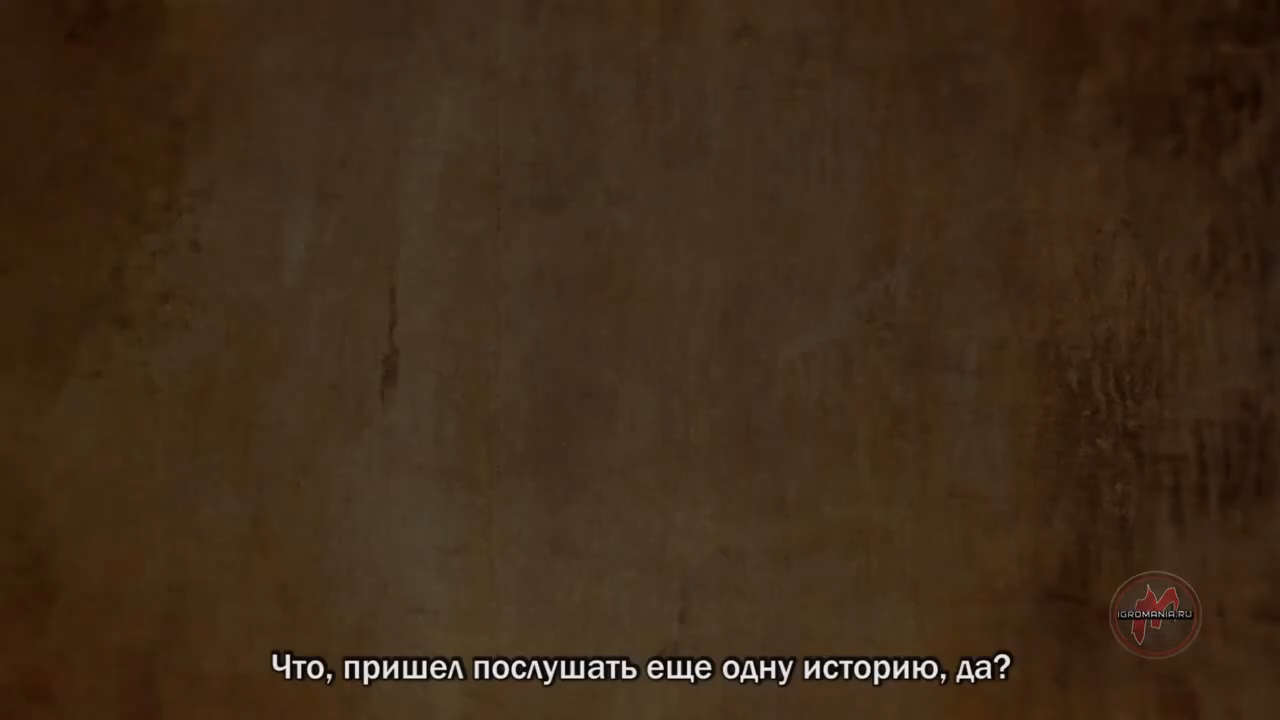 IGROMANIA.RU
Что, пришел послушать еще одну историю, да?